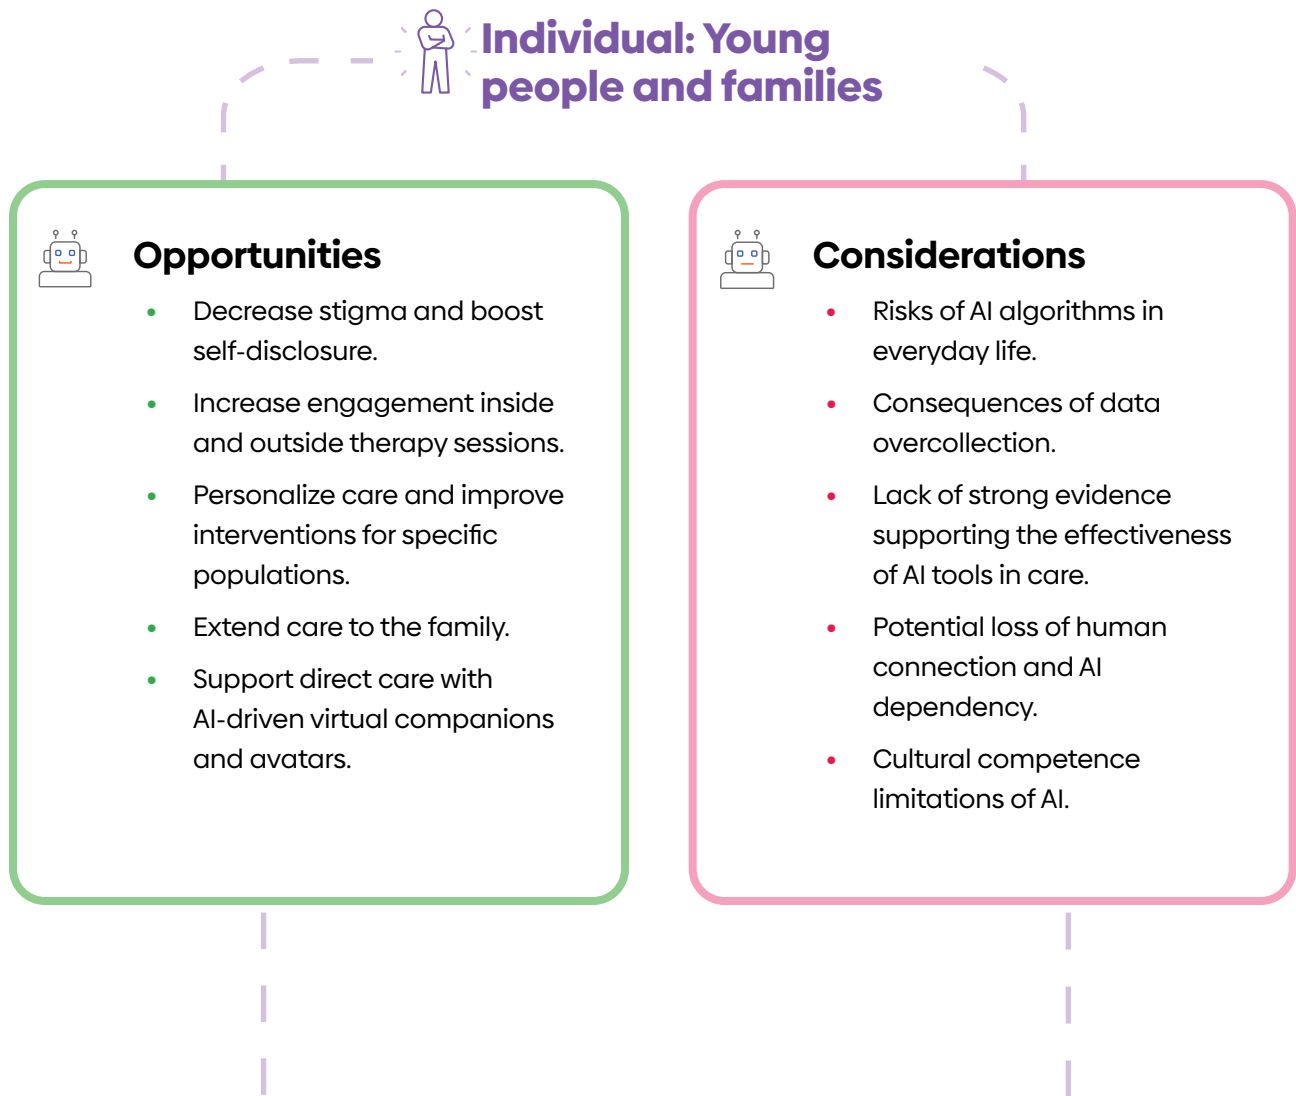 Individual: Young
people and families
Opportunities
• Decrease stigma and boost
self-disclosure.
• Increase engagement inside
and outside therapy sessions.
• Personalize care and improve
interventions for specific
populations.
• Extend care to the family.
• Support direct care with
AI-driven virtual companions
and avatars.
Considerations
• Risks of AI algorithms in
everyday life.
• Consequences of data
overcollection.
• Lack of strong evidence
supporting the effectiveness
of AI tools in care.
• Potential loss of human
connection and AI
dependency.
• Cultural competence
limitations of AI.